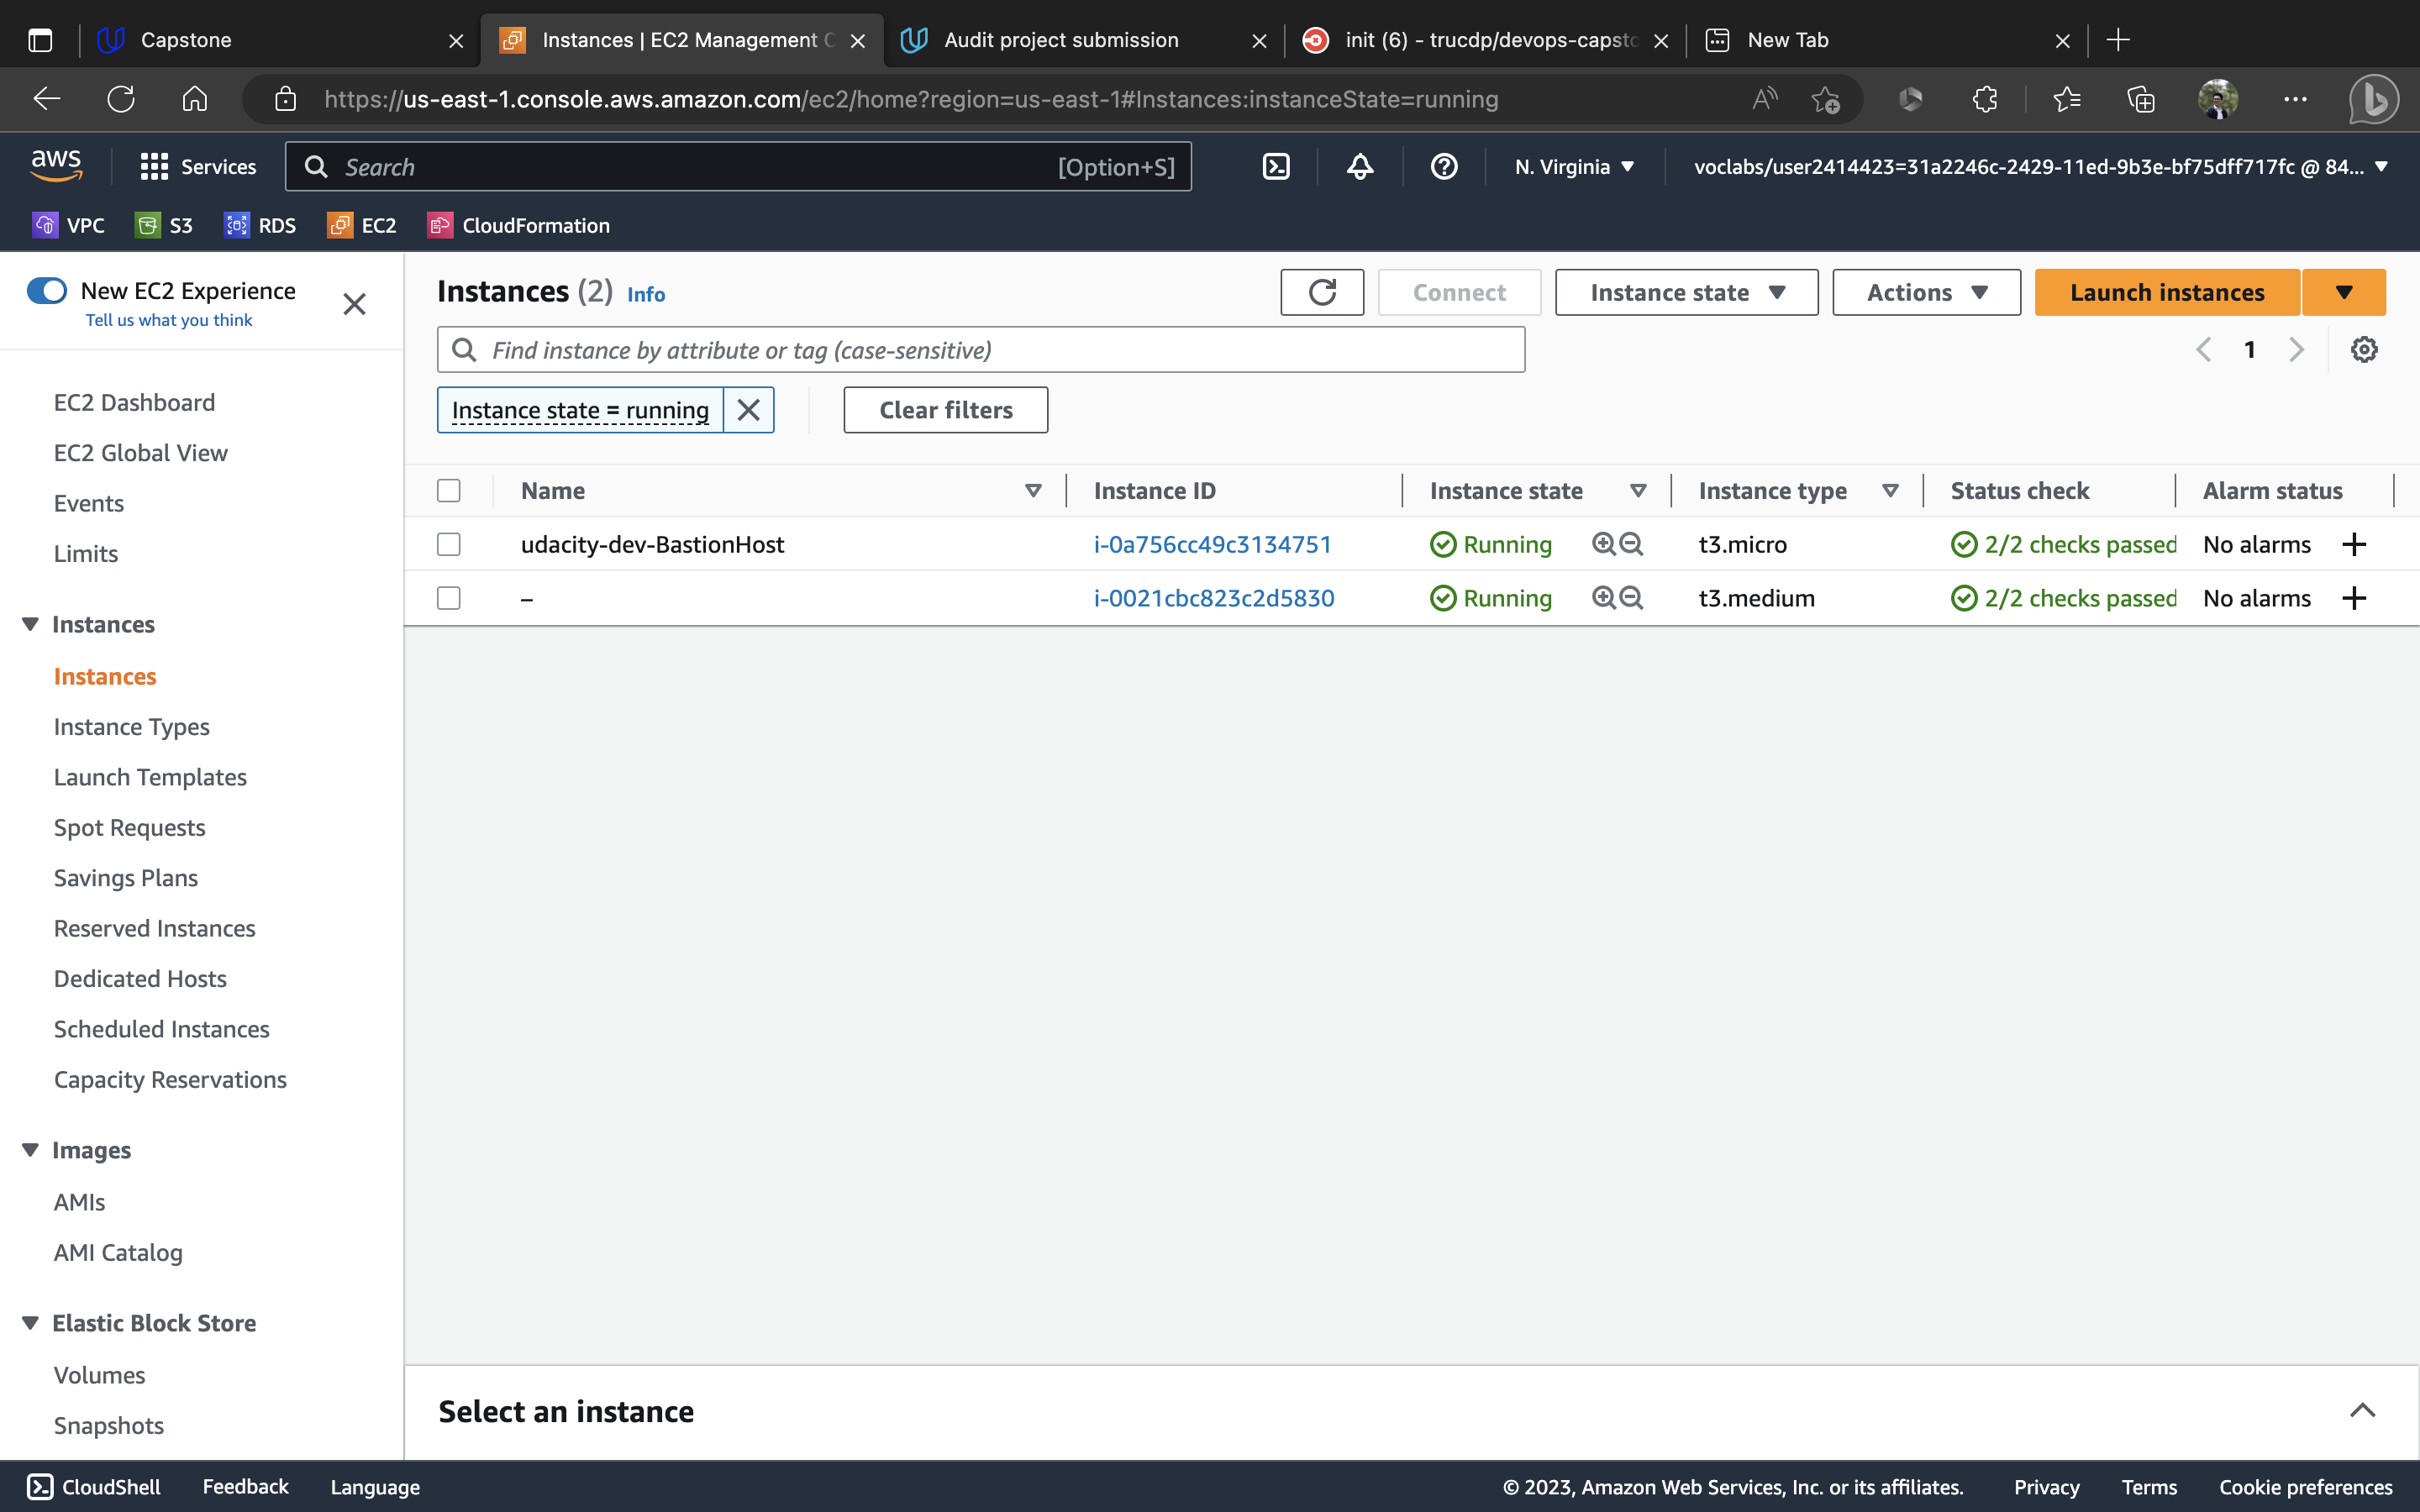 Capstone
Instances | EC2 Management C
Audit project submission
init (6) - trucdp/devops-capsto
New Tab
https://us-east-1.console.aws.amazon.com/ec2/home?region=us-east-1#Instances:instanceState=running
aws
Services
Search
[Option+S]
N. Virginia
voclabs/user2414423=31a2246c-2429-11ed-9b3e-bf75dff717fc @ 84...
VPC
S3
RDS
EC2
CloudFormation
New EC2 Experience
Tell us what you think
EC2 Dashboard
EC2 Global View
Events
Limits
Instances
Instances
Instance Types
Launch Templates
Spot Requests
Savings Plans
Reserved Instances
Dedicated Hosts
Scheduled Instances
Capacity Reservations
Images
AMIs
AMI Catalog
Elastic Block Store
Volumes
Snapshots
Instances (2) Info
Connect
Instance state
Actions
Launch instances
Find instance by attribute or tag (case-sensitive)
1
Instance state = running
Clear filters
Name Instance ID Instance state Instance type Status check Alarm status
udacity-dev-BastionHost i-0a756cc49c3134751 Running t3.micro 2/2 checks passed No alarms +
– i-0021cbc823c2d5830 Running t3.medium 2/2 checks passed No alarms +
Select an instance
CloudShell
Feedback
Language
© 2023, Amazon Web Services, Inc. or its affiliates.
Privacy
Terms
Cookie preferences